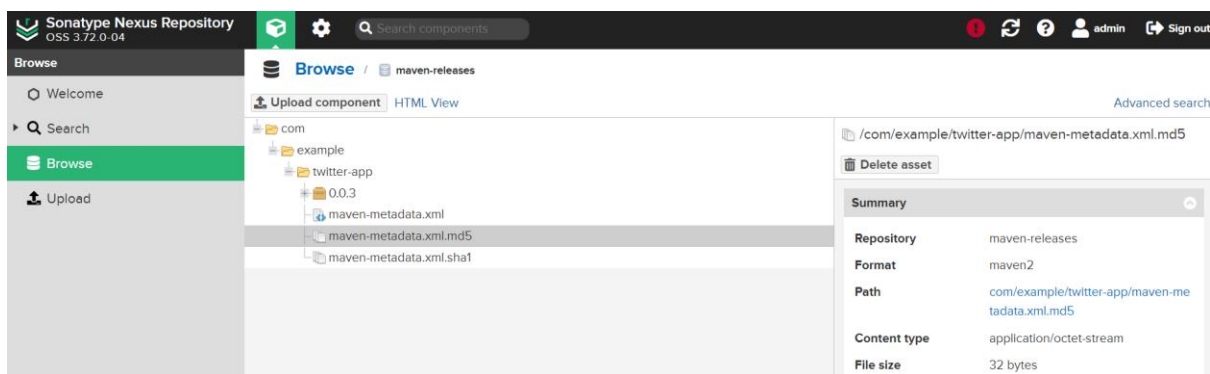 Sonatype Nexus Repository
OSS 3.72.0-04
Search components
admin
Sign out
Browse
Welcome
Search
Browse
Upload
Browse / maven-releases
Upload component
HTML View
Advanced search
com
example
twitter-app
0.0.3
maven-metadata.xml
maven-metadata.xml.md5
maven-metadata.xml.sha1
/com/example/twitter-app/maven-metadata.xml.md5
Delete asset
Summary
Repository maven-releases
Format maven2
Path com/example/twitter-app/maven-me
tadata.xml.md5
Content type application/octet-stream
File size 32 bytes